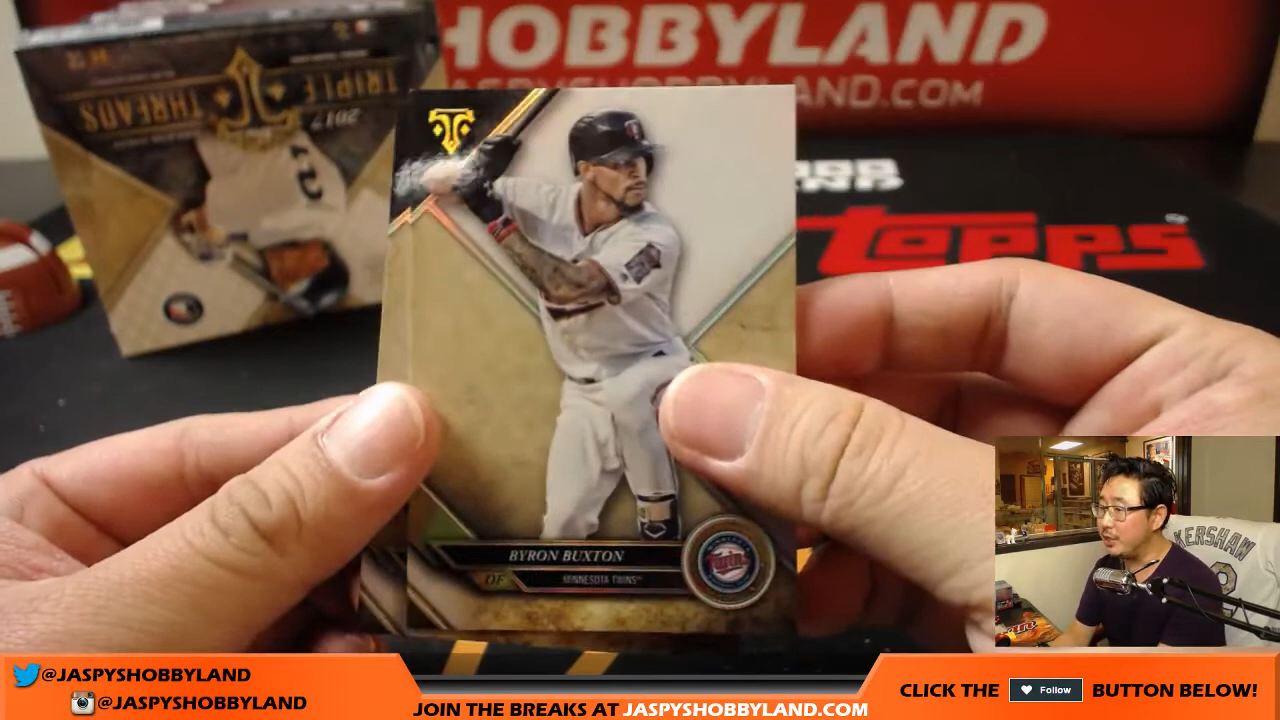 HOBBYLAND
JASPYSHOBBYLAND.COM
2017
TRIPLE
THREADS
topps
BYRON BUXTON
OF
MINNESOTA TWINS™
Twins
KERSHAW
@JASPYSHOBBYLAND
@JASPYSHOBBYLAND
JOIN THE BREAKS AT JASPYSHOBBYLAND.COM
CLICK THE Follow BUTTON BELOW!